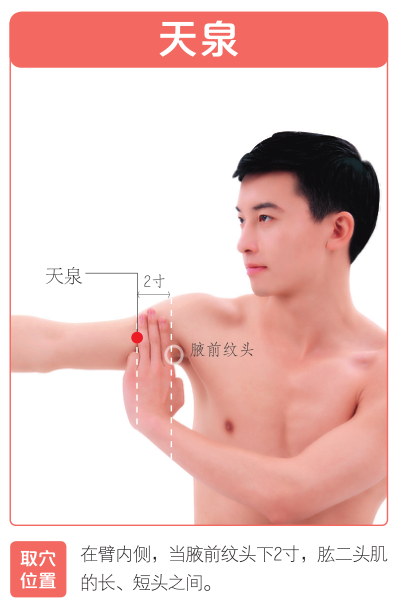 天泉
天泉
2寸
腋前纹头
取穴
位置
在臂内侧，当腋前纹头下2寸，肱二头肌
的长、短头之间。